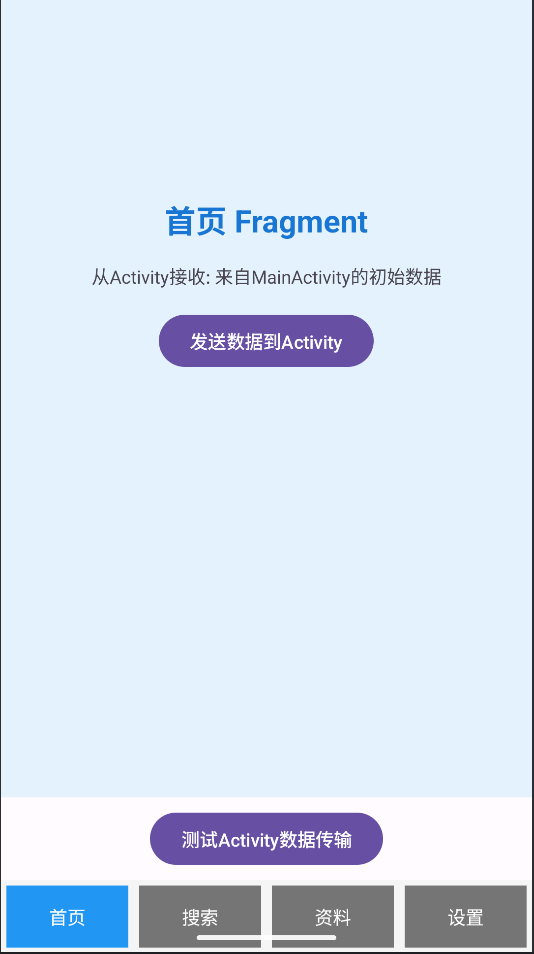 首页 Fragment
从Activity接收: 来自MainActivity的初始数据
发送数据到Activity
测试Activity数据传输
首页
搜索
资料
设置